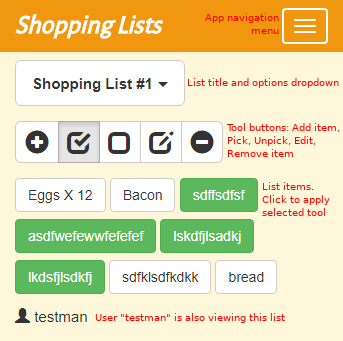 Shopping Lists
App navigation
menu
Shopping List #1
List title and options dropdown
Tool buttons: Add item,
Pick, Unpick, Edit,
Remove item
Eggs X 12
Bacon
sdffsdfsf
List items.
Click to apply
selected tool
asdfwefewwfefefef
lskdfjlsadkj
lkdsfjlsdkfj
sdfklsdfkdkk
bread
testman
User "testman" is also viewing this list